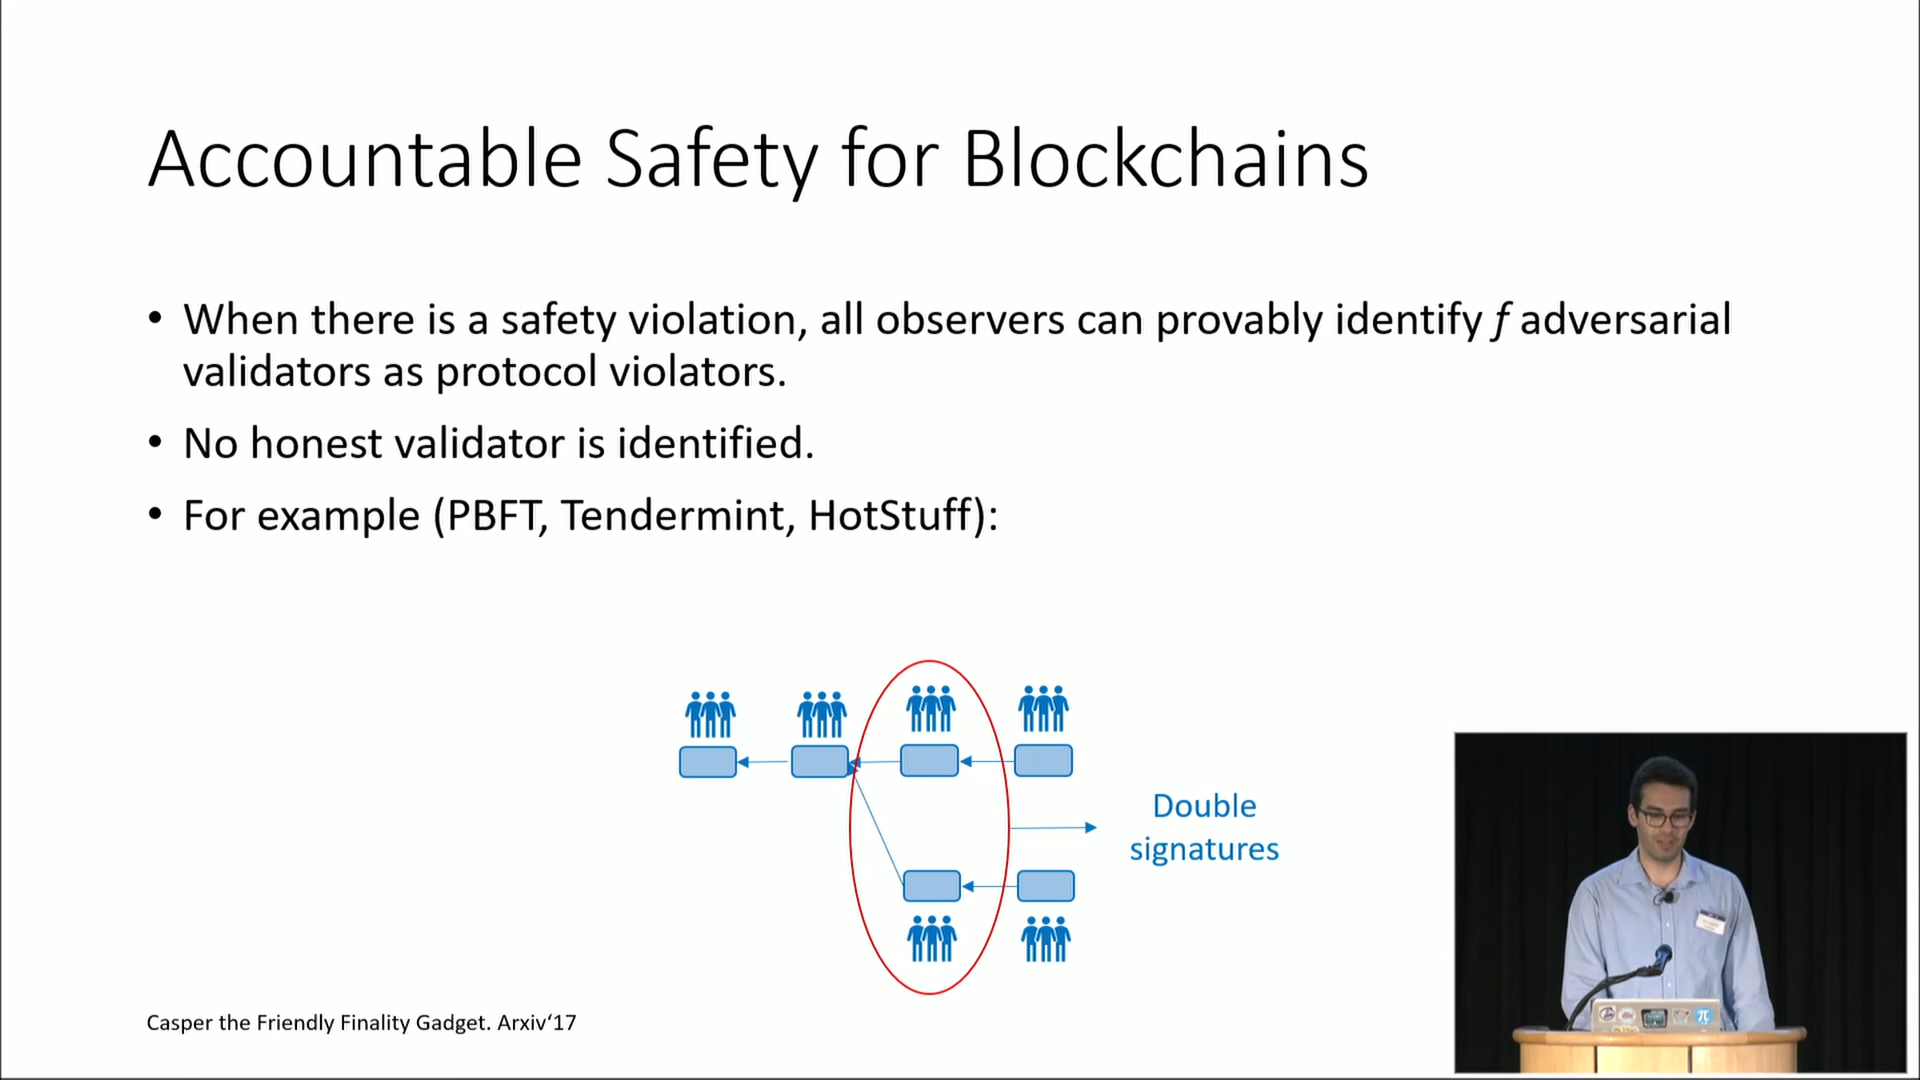 Accountable Safety for Blockchains
• When there is a safety violation, all observers can provably identify f adversarial
validators as protocol violators.
• No honest validator is identified.
• For example (PBFT, Tendermint, HotStuff):
Double
signatures
Casper the Friendly Finality Gadget. Arxiv‘17
π